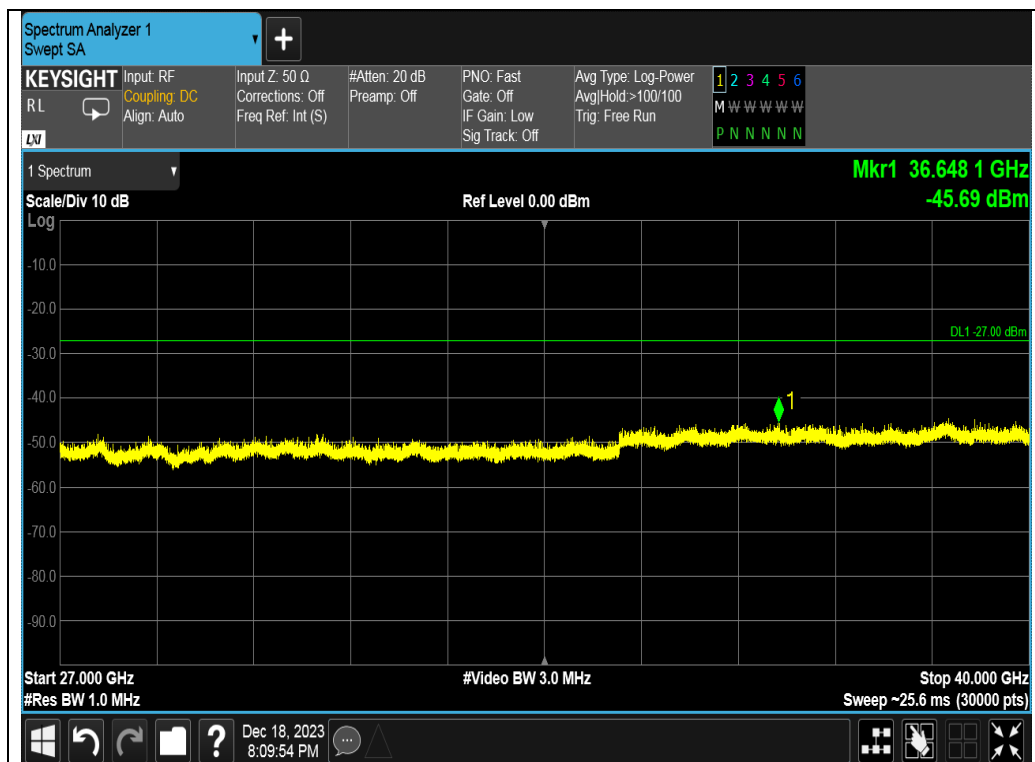 Spectrum Analyzer 1
Swept SA
KEYSIGHT
RL
LXI
Input: RF
Coupling: DC
Align: Auto
Input Z: 50 Ω
Corrections: Off
Freq Ref: Int (S)
#Atten: 20 dB
Preamp: Off
PNO: Fast
Gate: Off
IF Gain: Low
Sig Track: Off
Avg Type: Log-Power
Avg|Hold:>100/100
Trig: Free Run
1 2 3 4 5 6
M W W W W W
P N N N N N
1 Spectrum
Mkr1 36.648 1 GHz
-45.69 dBm
Scale/Div 10 dB
Ref Level 0.00 dBm
Log
-10.0
-20.0
DL1 -27.00 dBm
-30.0
-40.0
1
-50.0
-60.0
-70.0
-80.0
-90.0
Start 27.000 GHz
#Video BW 3.0 MHz
Stop 40.000 GHz
#Res BW 1.0 MHz
Sweep ~25.6 ms (30000 pts)
?
Dec 18, 2023
8:09:54 PM